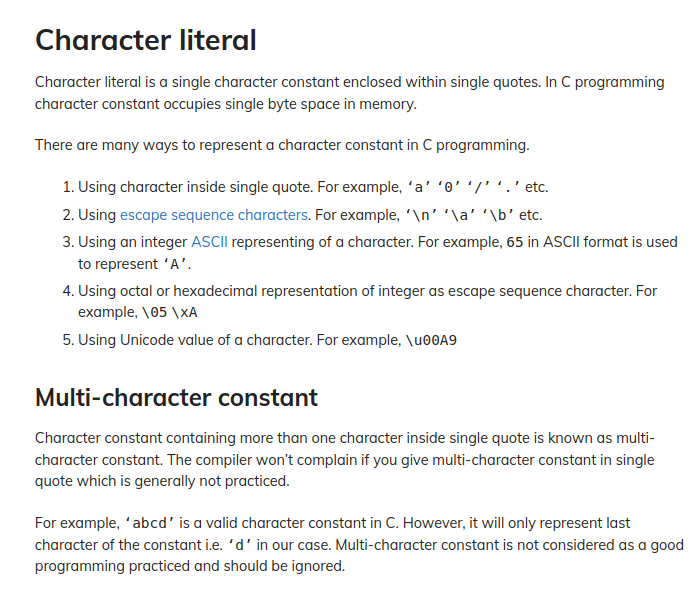 Character literal
Character literal is a single character constant enclosed within single quotes. In C programming
character constant occupies single byte space in memory.
There are many ways to represent a character constant in C programming.
1. Using character inside single quote. For example, ‘a’ ‘0’ ‘/’ ‘.’ etc.
2. Using escape sequence characters. For example, ‘\n’ ‘\a’ ‘\b’ etc.
3. Using an integer ASCII representing of a character. For example, 65 in ASCII format is used
to represent ‘A’.
4. Using octal or hexadecimal representation of integer as escape sequence character. For
example, \05 \xA
5. Using Unicode value of a character. For example, \u00A9
Multi-character constant
Character constant containing more than one character inside single quote is known as multi-
character constant. The compiler won’t complain if you give multi-character constant in single
quote which is generally not practiced.
For example, ‘abcd’ is a valid character constant in C. However, it will only represent last
character of the constant i.e. ‘d’ in our case. Multi-character constant is not considered as a good
programming practiced and should be ignored.